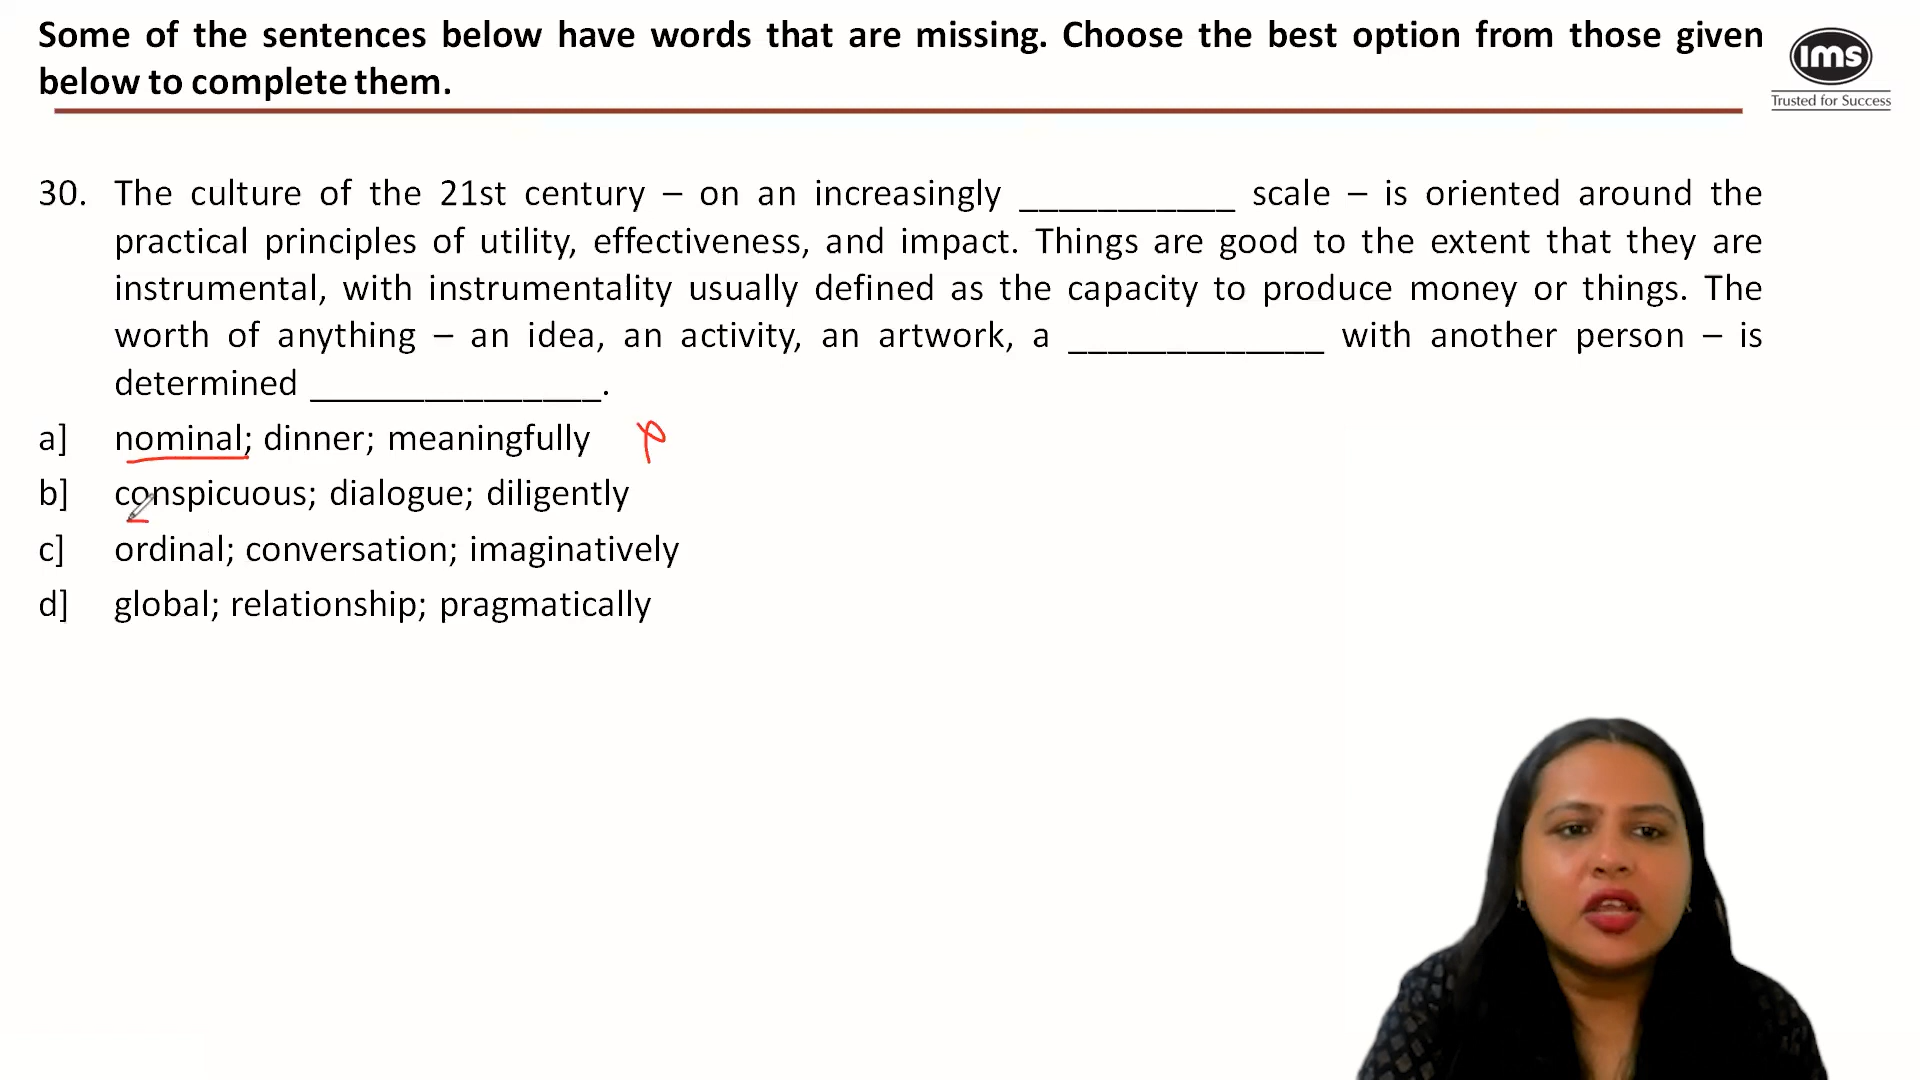 Some of the sentences below have words that are missing. Choose the best option from those given
below to complete them.
ims
Trusted for Success
30. The culture of the 21st century – on an increasingly ___________ scale – is oriented around the
practical principles of utility, effectiveness, and impact. Things are good to the extent that they are
instrumental, with instrumentality usually defined as the capacity to produce money or things. The
worth of anything – an idea, an activity, an artwork, a _____________ with another person – is
determined _______________.
a] nominal; dinner; meaningfully
b] conspicuous; dialogue; diligently
c] ordinal; conversation; imaginatively
d] global; relationship; pragmatically